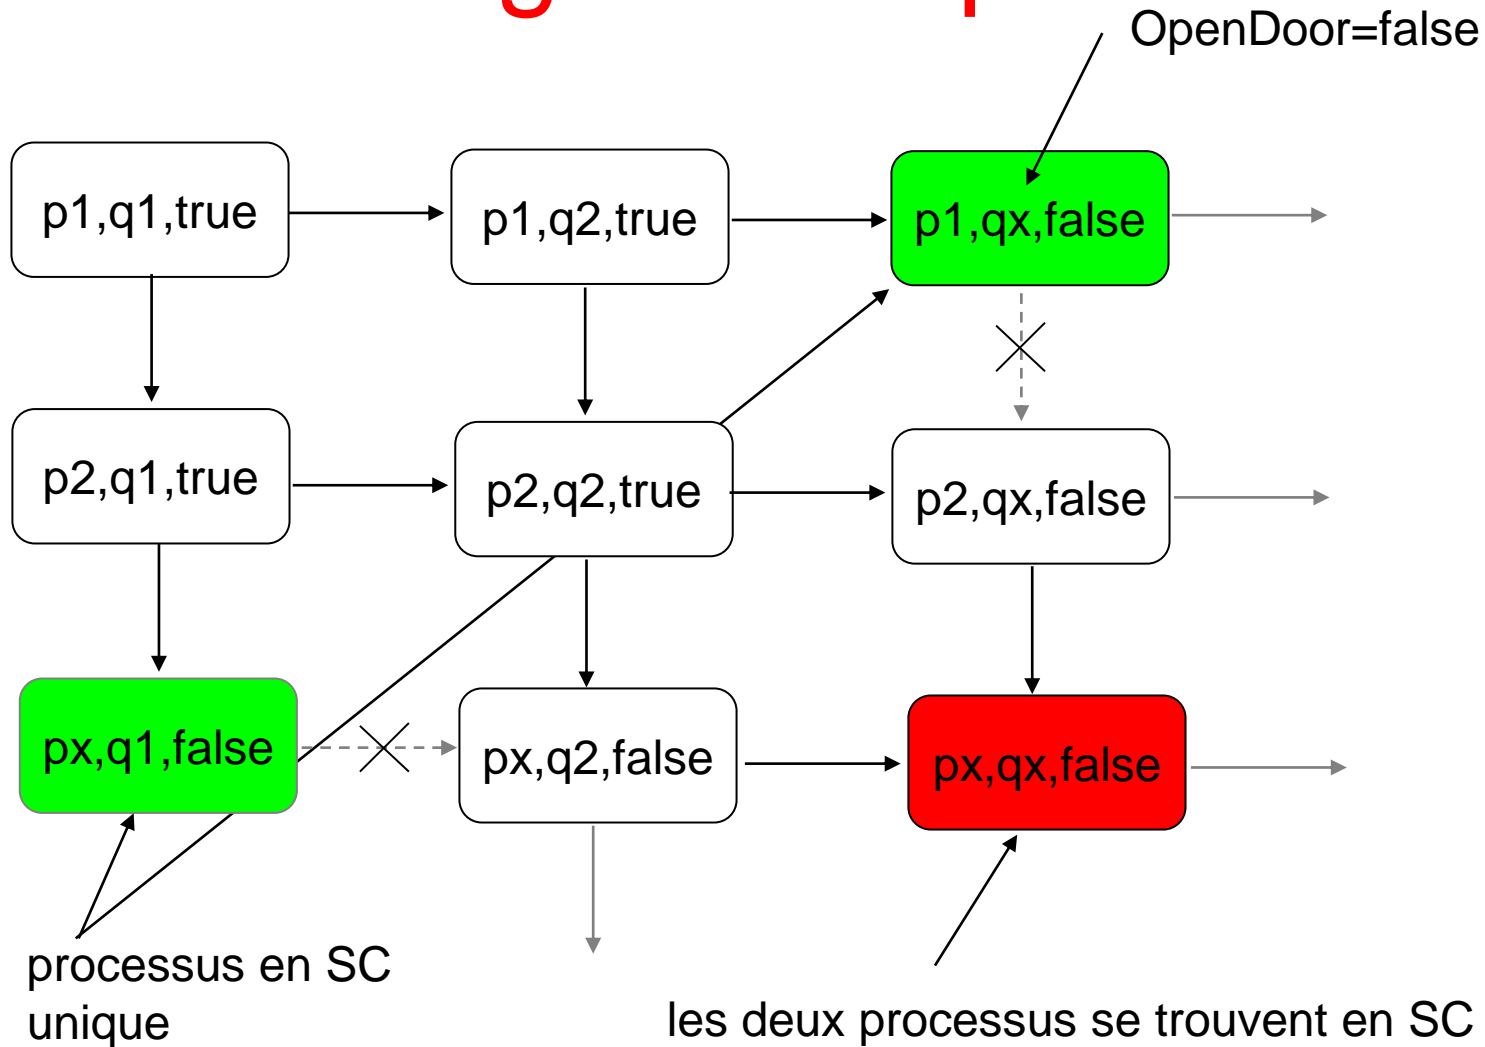 OpenDoor=false
p1,q1,true
p1,q2,true
p1,qx,false
p2,q1,true
p2,q2,true
p2,qx,false
px,q1,false
px,q2,false
px,qx,false
processus en SC
unique
les deux processus se trouvent en SC